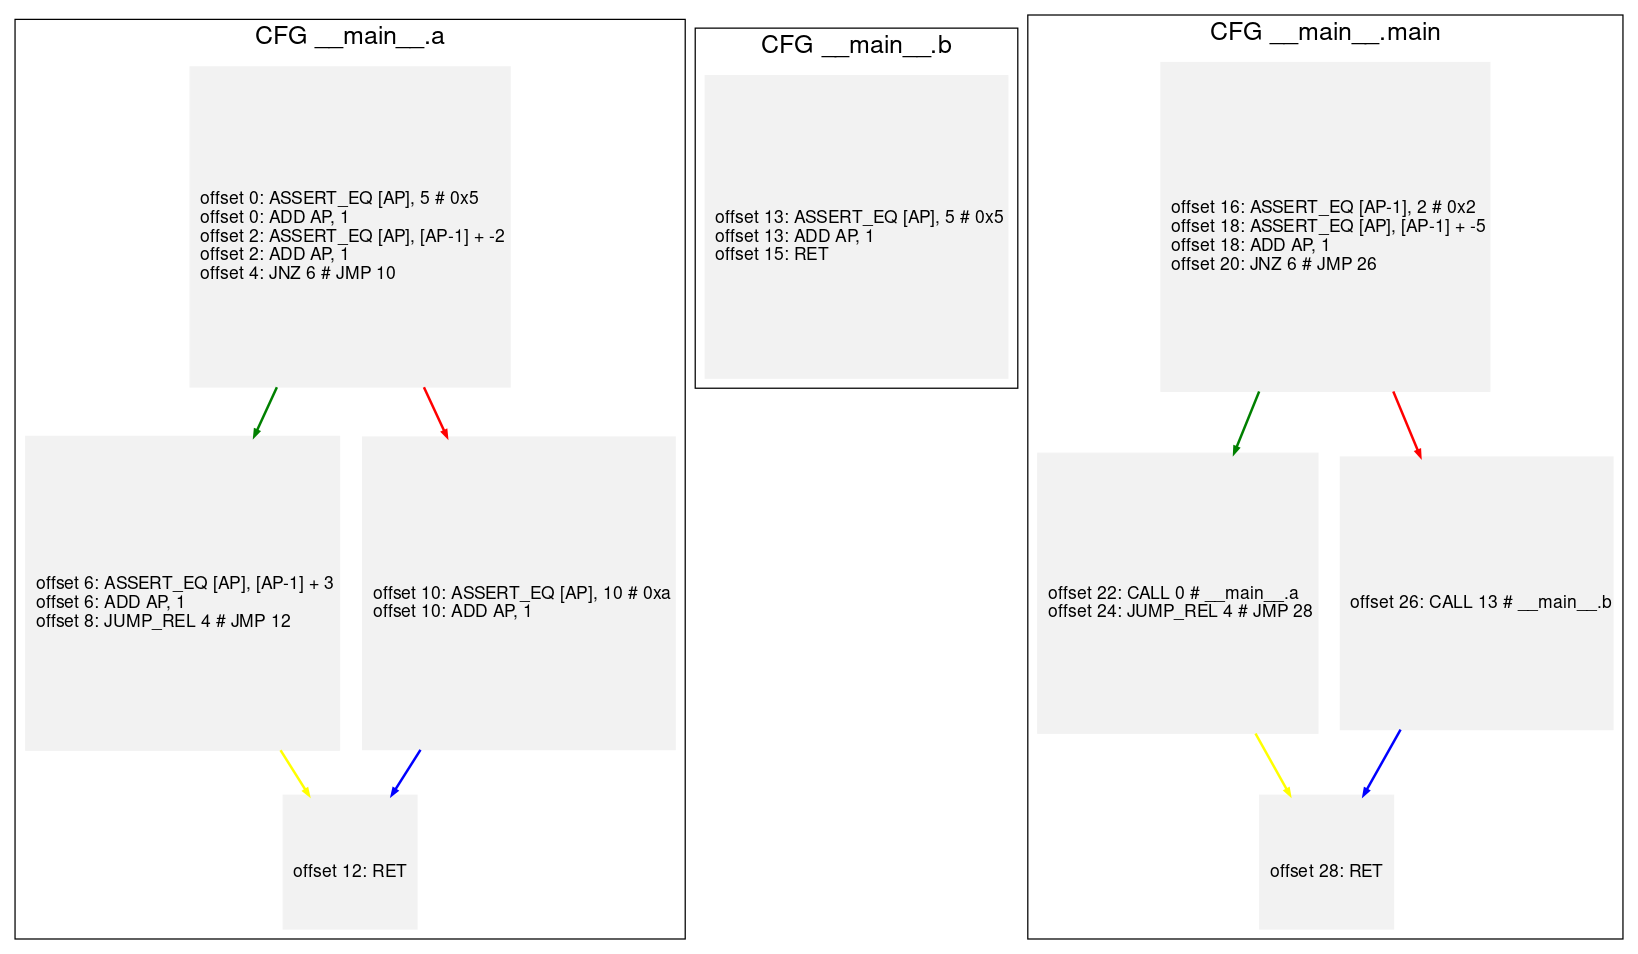 CFG __main__.a
offset 0: ASSERT_EQ [AP], 5 # 0x5
offset 0: ADD AP, 1
offset 2: ASSERT_EQ [AP], [AP-1] + -2
offset 2: ADD AP, 1
offset 4: JNZ 6 # JMP 10
offset 6: ASSERT_EQ [AP], [AP-1] + 3
offset 6: ADD AP, 1
offset 8: JUMP_REL 4 # JMP 12
offset 10: ASSERT_EQ [AP], 10 # 0xa
offset 10: ADD AP, 1
offset 12: RET
CFG __main__.b
offset 13: ASSERT_EQ [AP], 5 # 0x5
offset 13: ADD AP, 1
offset 15: RET
CFG __main__.main
offset 16: ASSERT_EQ [AP-1], 2 # 0x2
offset 18: ASSERT_EQ [AP], [AP-1] + -5
offset 18: ADD AP, 1
offset 20: JNZ 6 # JMP 26
offset 22: CALL 0 # __main__.a
offset 24: JUMP_REL 4 # JMP 28
offset 26: CALL 13 # __main__.b
offset 28: RET